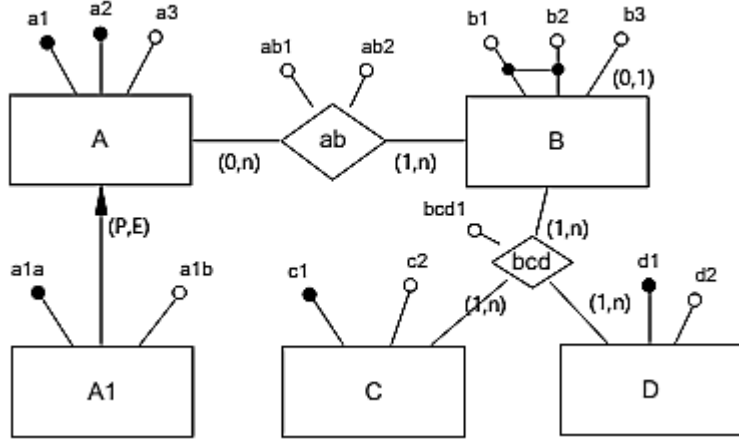 a1
a2
a3
ab1
ab2
b1
b2
b3
(0,1)
A
ab
B
(0,n)
(1,n)
(P,E)
bcd1
(1,n)
bcd
a1a
a1b
c1
c2
(1,n)
(1,n)
d1
d2
A1
C
D